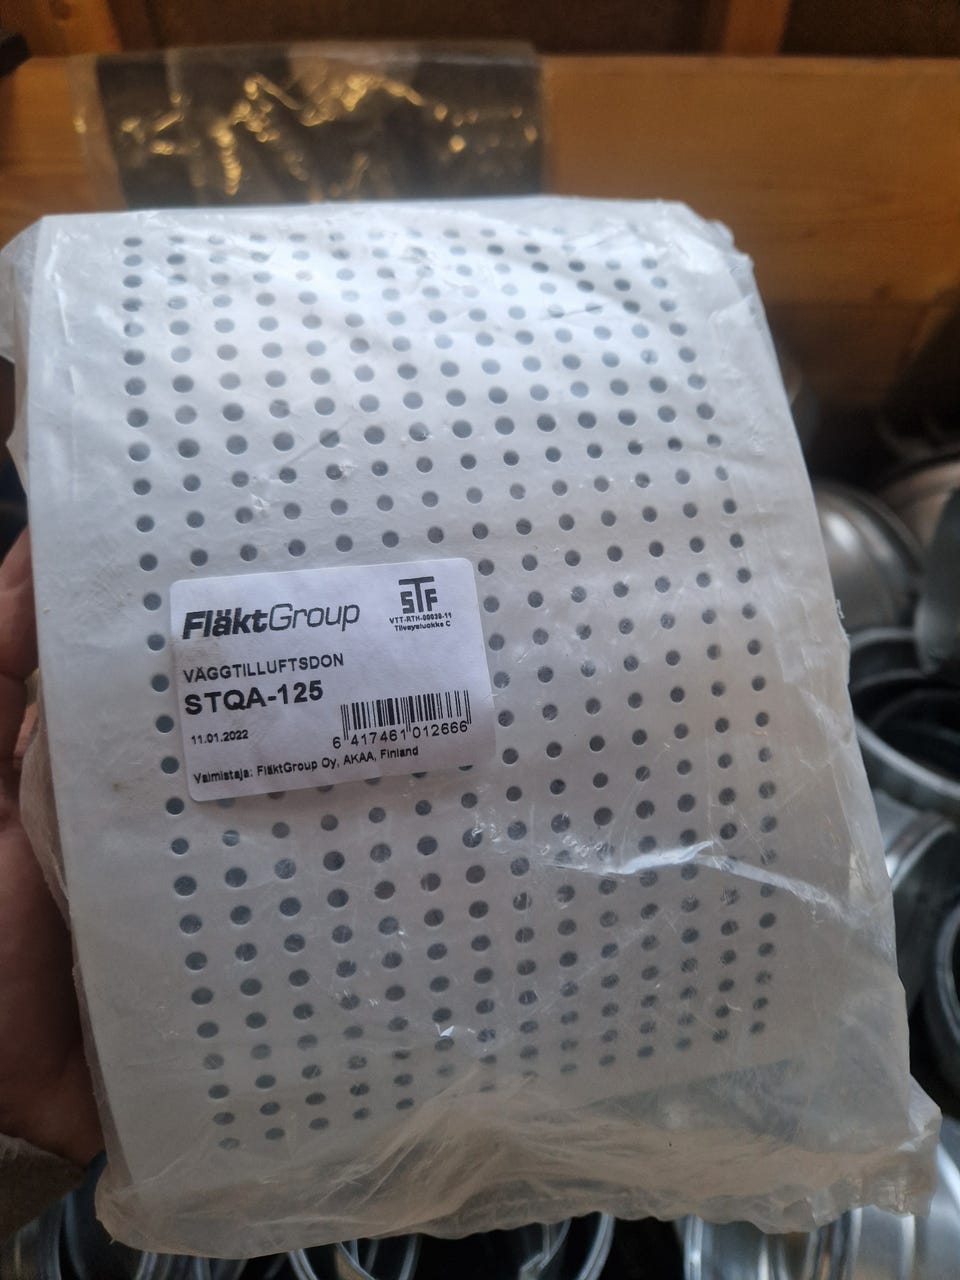 FläktGroup
STF
VTT-RTH-00030-11
Tiiveysluokka C
VÄGGTILLUFTSDON
STQA-125
11.01.2022
6 417461 012666
Valmistaja: FläktGroup Oy, AKAA, Finland